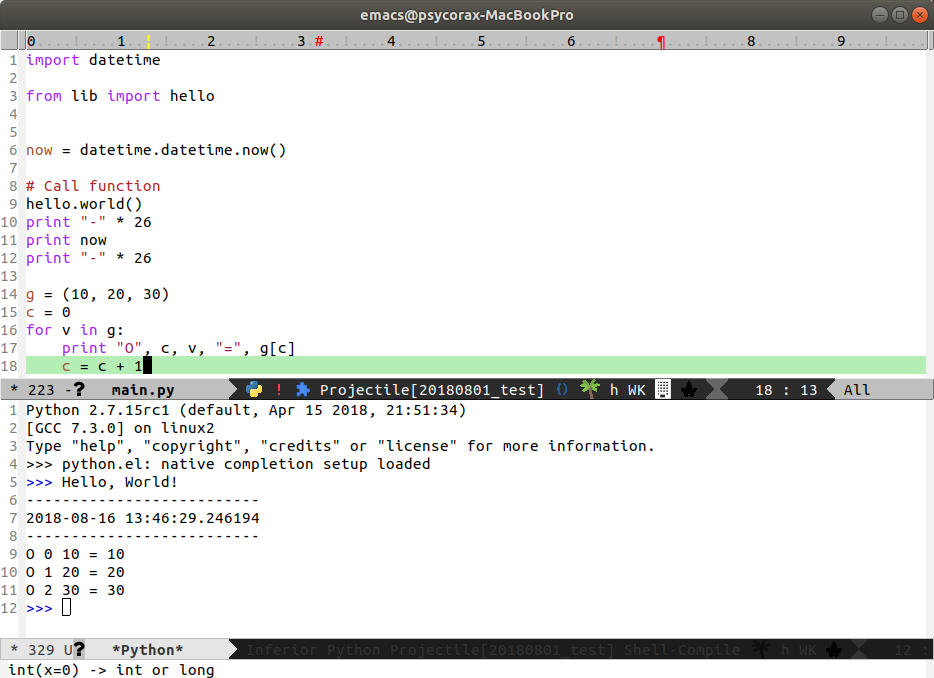 emacs@psycorax-MacBookPro
0 1 2 3 # 4 5 6 ¶ 8 9
1 import datetime
2
3 from lib import hello
4
5
6 now = datetime.datetime.now()
7
8 # Call function
9 hello.world()
10 print "-" * 26
11 print now
12 print "-" * 26
13
14 g = (10, 20, 30)
15 c = 0
16 for v in g:
17     print "O", c, v, "=", g[c]
18     c = c + 1
* 223 -? main.py ! Projectile[20180801_test] () h WK 18 : 13 All
1 Python 2.7.15rc1 (default, Apr 15 2018, 21:51:34)
2 [GCC 7.3.0] on linux2
3 Type "help", "copyright", "credits" or "license" for more information.
4 >>> python.el: native completion setup loaded
5 >>> Hello, World!
6 --------------------------
7 2018-08-16 13:46:29.246194
8 --------------------------
9 O 0 10 = 10
10 O 1 20 = 20
11 O 2 30 = 30
12 >>>
* 329 U? *Python* Inferior Python Projectile[20180801_test] Shell-Compile h WK 12 :
int(x=0) -> int or long